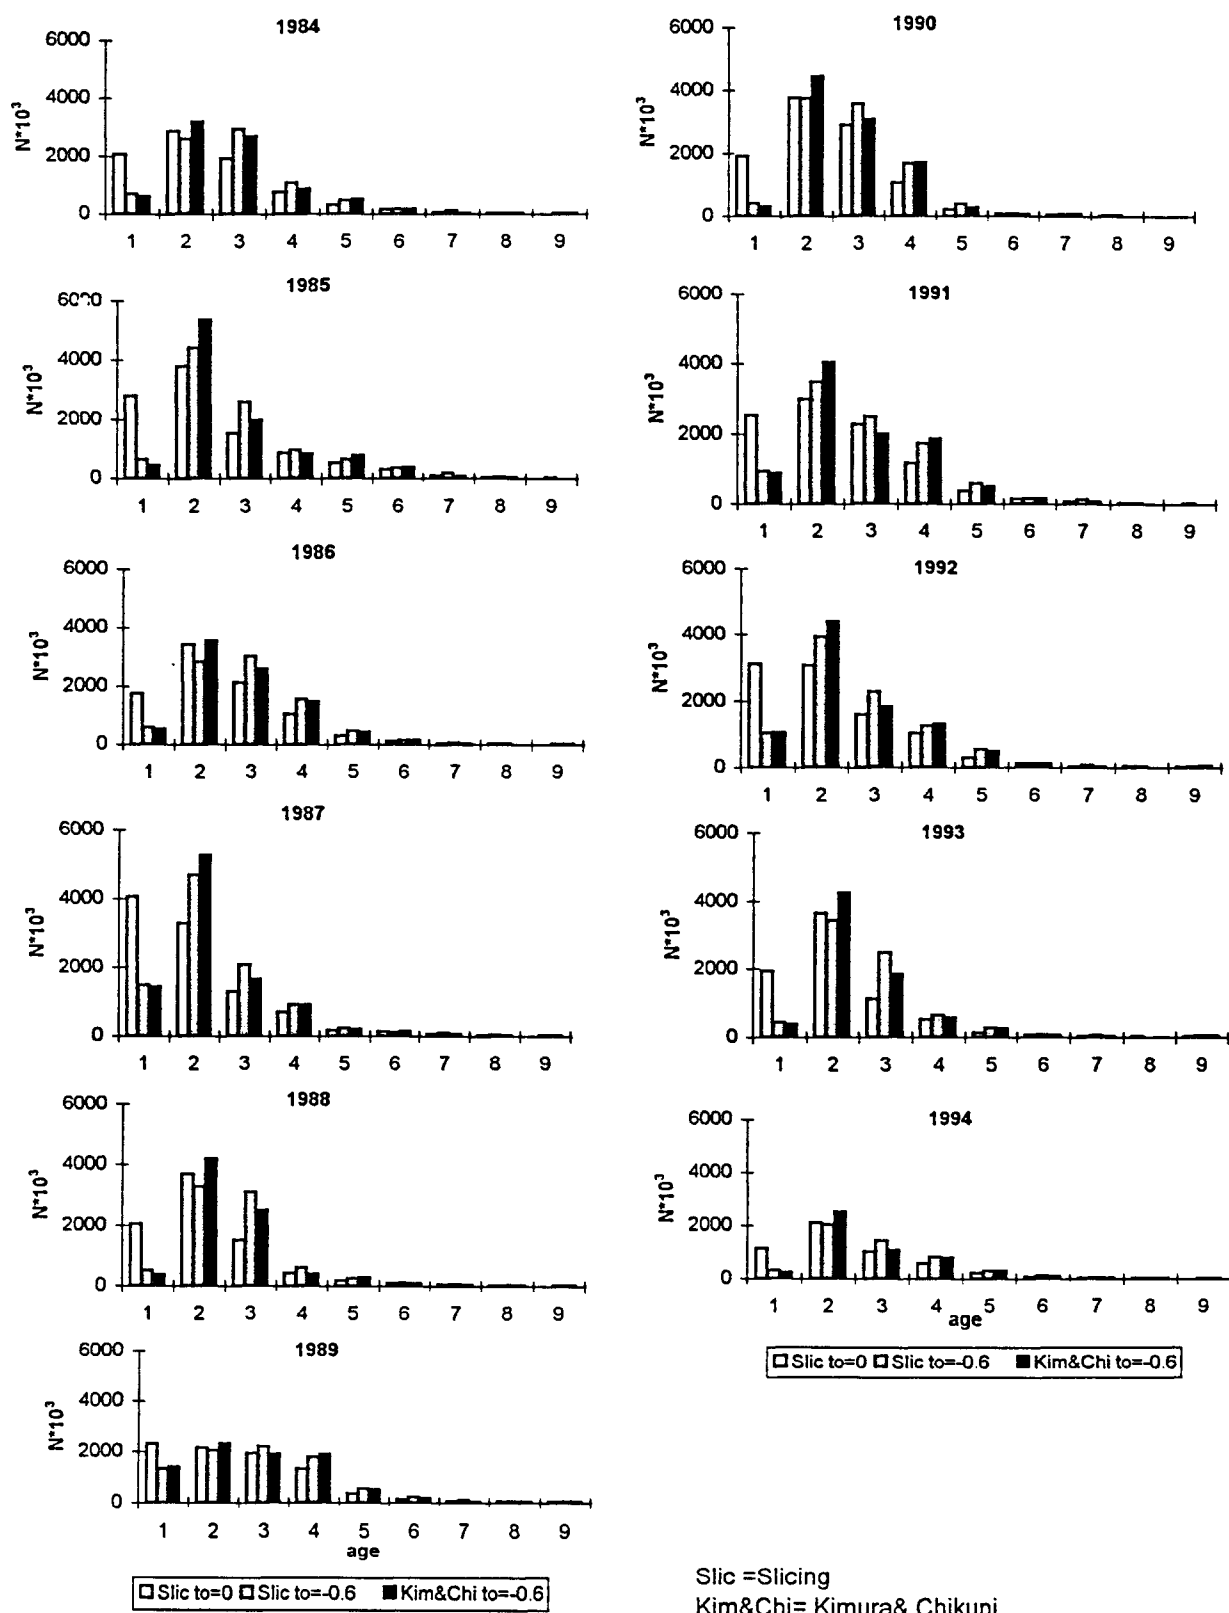 1984
6000
4000
2000
0
N*10³
1 2 3 4 5 6 7 8 9
1985
6000
4000
2000
0
N*10³
1 2 3 4 5 6 7 8 9
1986
6000
4000
2000
0
N*10³
1 2 3 4 5 6 7 8 9
1987
6000
4000
2000
0
N*10³
1 2 3 4 5 6 7 8 9
1988
6000
4000
2000
0
N*10³
1 2 3 4 5 6 7 8 9
1989
6000
4000
2000
0
N*10³
1 2 3 4 5 6 7 8 9
age
Slic to=0 Slic to=-0.6 Kim&Chi to=-0.6
1990
6000
4000
2000
0
N*10³
1 2 3 4 5 6 7 8 9
1991
6000
4000
2000
0
N*10³
1 2 3 4 5 6 7 8 9
1992
6000
4000
2000
0
N*10³
1 2 3 4 5 6 7 8 9
1993
6000
4000
2000
0
N*10³
1 2 3 4 5 6 7 8 9
1994
6000
4000
2000
0
N*10³
1 2 3 4 5 6 7 8 9
age
Slic to=0 Slic to=-0.6 Kim&Chi to=-0.6
Slic =Slicing
Kim&Chi= Kimura& Chikuni